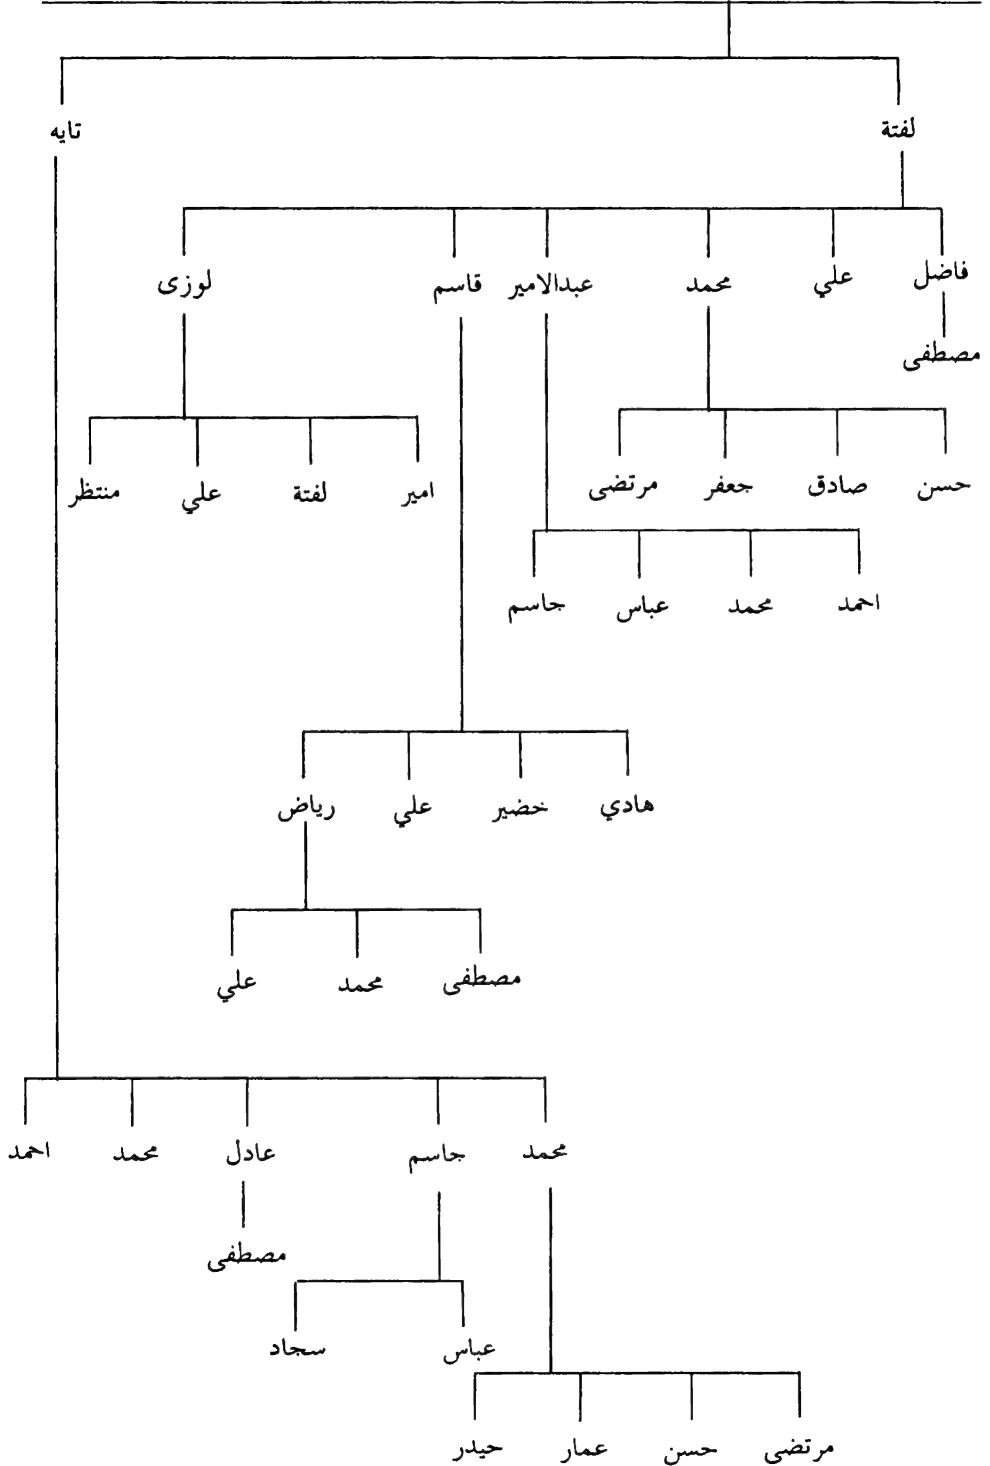 لفتة تايه
فاضل علي محمد عبدالامير قاسم لوزى
مصطفى
حسن صادق جعفر مرتضى امير لفتة علي منتظر
احمد محمد عباس جاسم
هادي خضير علي رياض
مصطفى محمد علي
محمد جاسم عادل محمد احمد
مصطفى
عباس سجاد
مرتضى حسن عمار حيدر